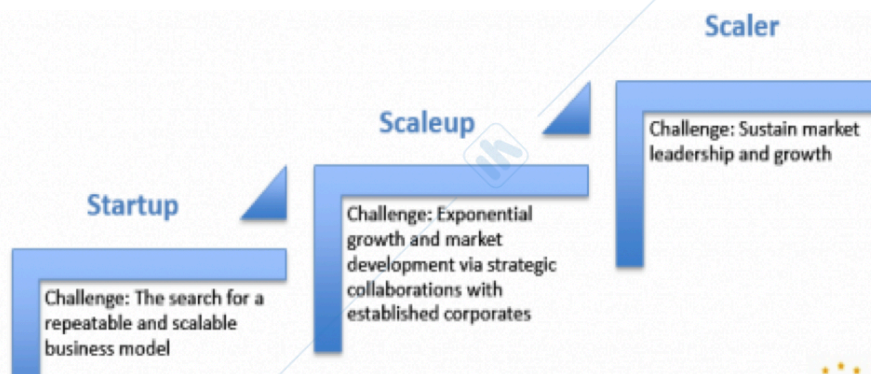 Scaler
Challenge: Sustain market
leadership and growth
Scaleup
Challenge: Exponential
growth and market
development via strategic
collaborations with
established corporates
Startup
Challenge: The search for a
repeatable and scalable
business model